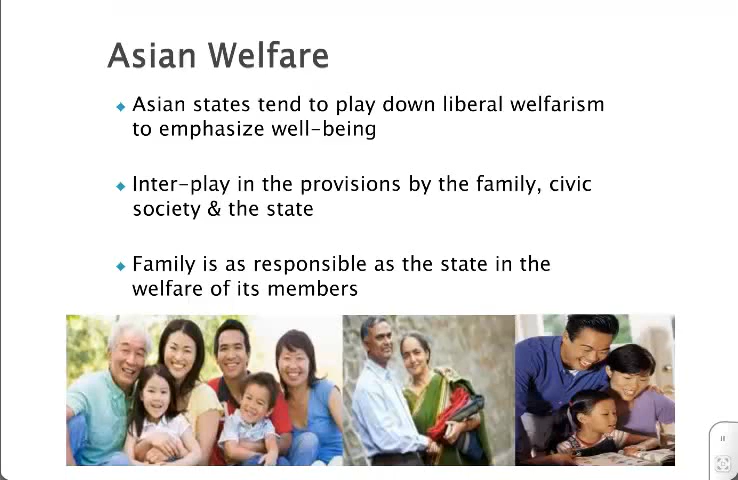 Asian Welfare
Asian states tend to play down liberal welfarism
to emphasize well-being
Inter-play in the provisions by the family, civic
society & the state
Family is as responsible as the state in the
welfare of its members